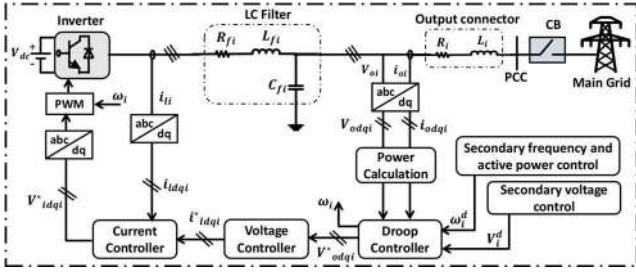 Inverter
LC Filter
Output connector
CB
V_dc
+
-
R_fi
L_fi
C_fi
V_oi
i_oi
R_i
L_i
PCC
Main Grid
PWM
ω_i
i_li
abc
dq
abc
dq
abc
dq
V_odqi
i_odqi
i_ldqi
V*_idqi
Power
Calculation
Secondary frequency and
active power control
Secondary voltage
control
ω_i
ω_i^d
V_i^d
Current
Controller
i*_ldqi
Voltage
Controller
V*_odqi
Droop
Controller